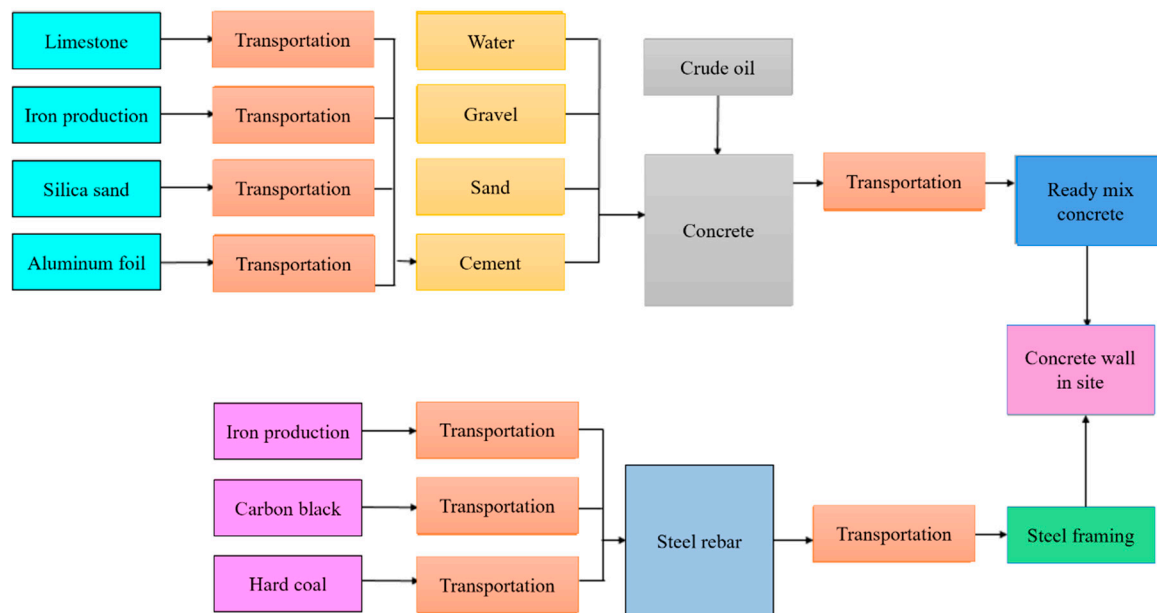 Limestone
Transportation
Water
Crude oil
Iron production
Transportation
Gravel
Silica sand
Transportation
Sand
Transportation
Ready mix
concrete
Concrete
Aluminum foil
Transportation
Cement
Concrete wall
in site
Iron production
Transportation
Carbon black
Transportation
Steel rebar
Transportation
Steel framing
Hard coal
Transportation